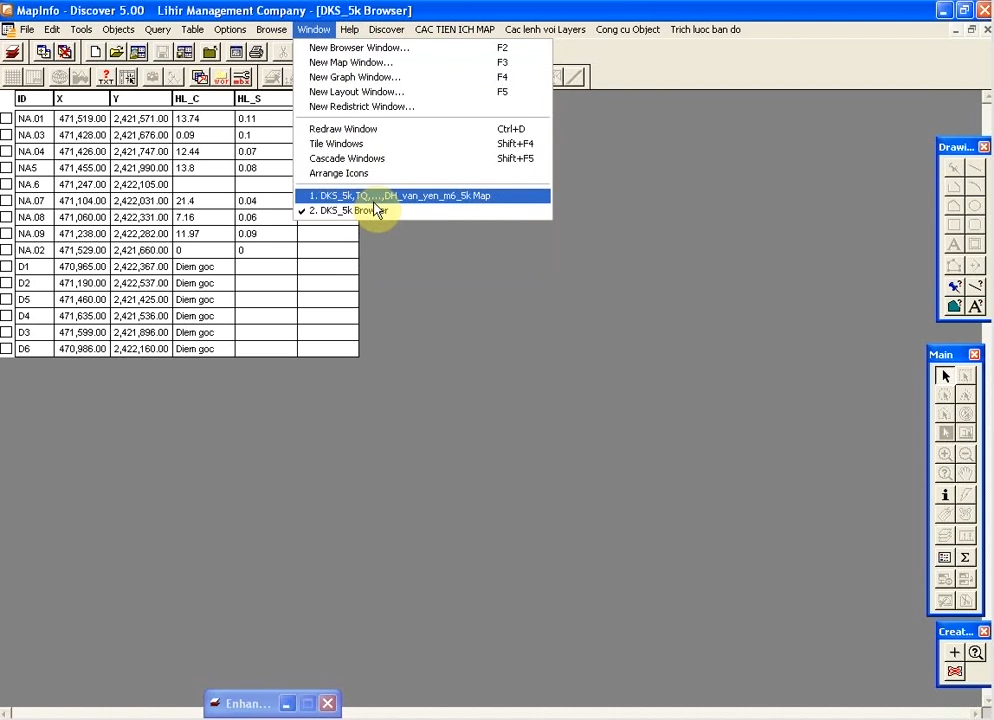 MapInfo - Discover 5.00     Lihir Management Company - [DKS_5k Browser]
File Edit Tools Objects Query Table Options Browse Window Help Discover CAC TIEN ICH MAP Cac lenh voi Layers Cong cu Object Trich luoc ban do
New Browser Window... F2
New Map Window... F3
New Graph Window... F4
New Layout Window... F5
New Redistrict Window...
Redraw Window Ctrl+D
Tile Windows Shift+F4
Cascade Windows Shift+F5
Arrange Icons
1. DKS_5k,TQ,...,DH_van_yen_m6_5k Map
2. DKS_5k Browser
ID X Y HL_C HL_S
NA.01 471,519.00 2,421,571.00 13.74 0.11
NA.03 471,428.00 2,421,676.00 0.09 0.1
NA.04 471,426.00 2,421,747.00 12.44 0.07
NA5 471,455.00 2,421,990.00 13.8 0.08
NA.6 471,247.00 2,422,105.00
NA.07 471,104.00 2,422,031.00 21.4 0.04
NA.08 471,060.00 2,422,331.00 7.16 0.06
NA.09 471,238.00 2,422,282.00 11.97 0.09
NA.02 471,529.00 2,421,660.00 0 0
D1 470,965.00 2,422,367.00 Diem goc
D2 471,190.00 2,422,537.00 Diem goc
D5 471,460.00 2,421,425.00 Diem goc
D4 471,635.00 2,421,536.00 Diem goc
D3 471,599.00 2,421,896.00 Diem goc
D6 470,986.00 2,422,160.00 Diem goc
Drawi...
Main
Creat...
Enhan...